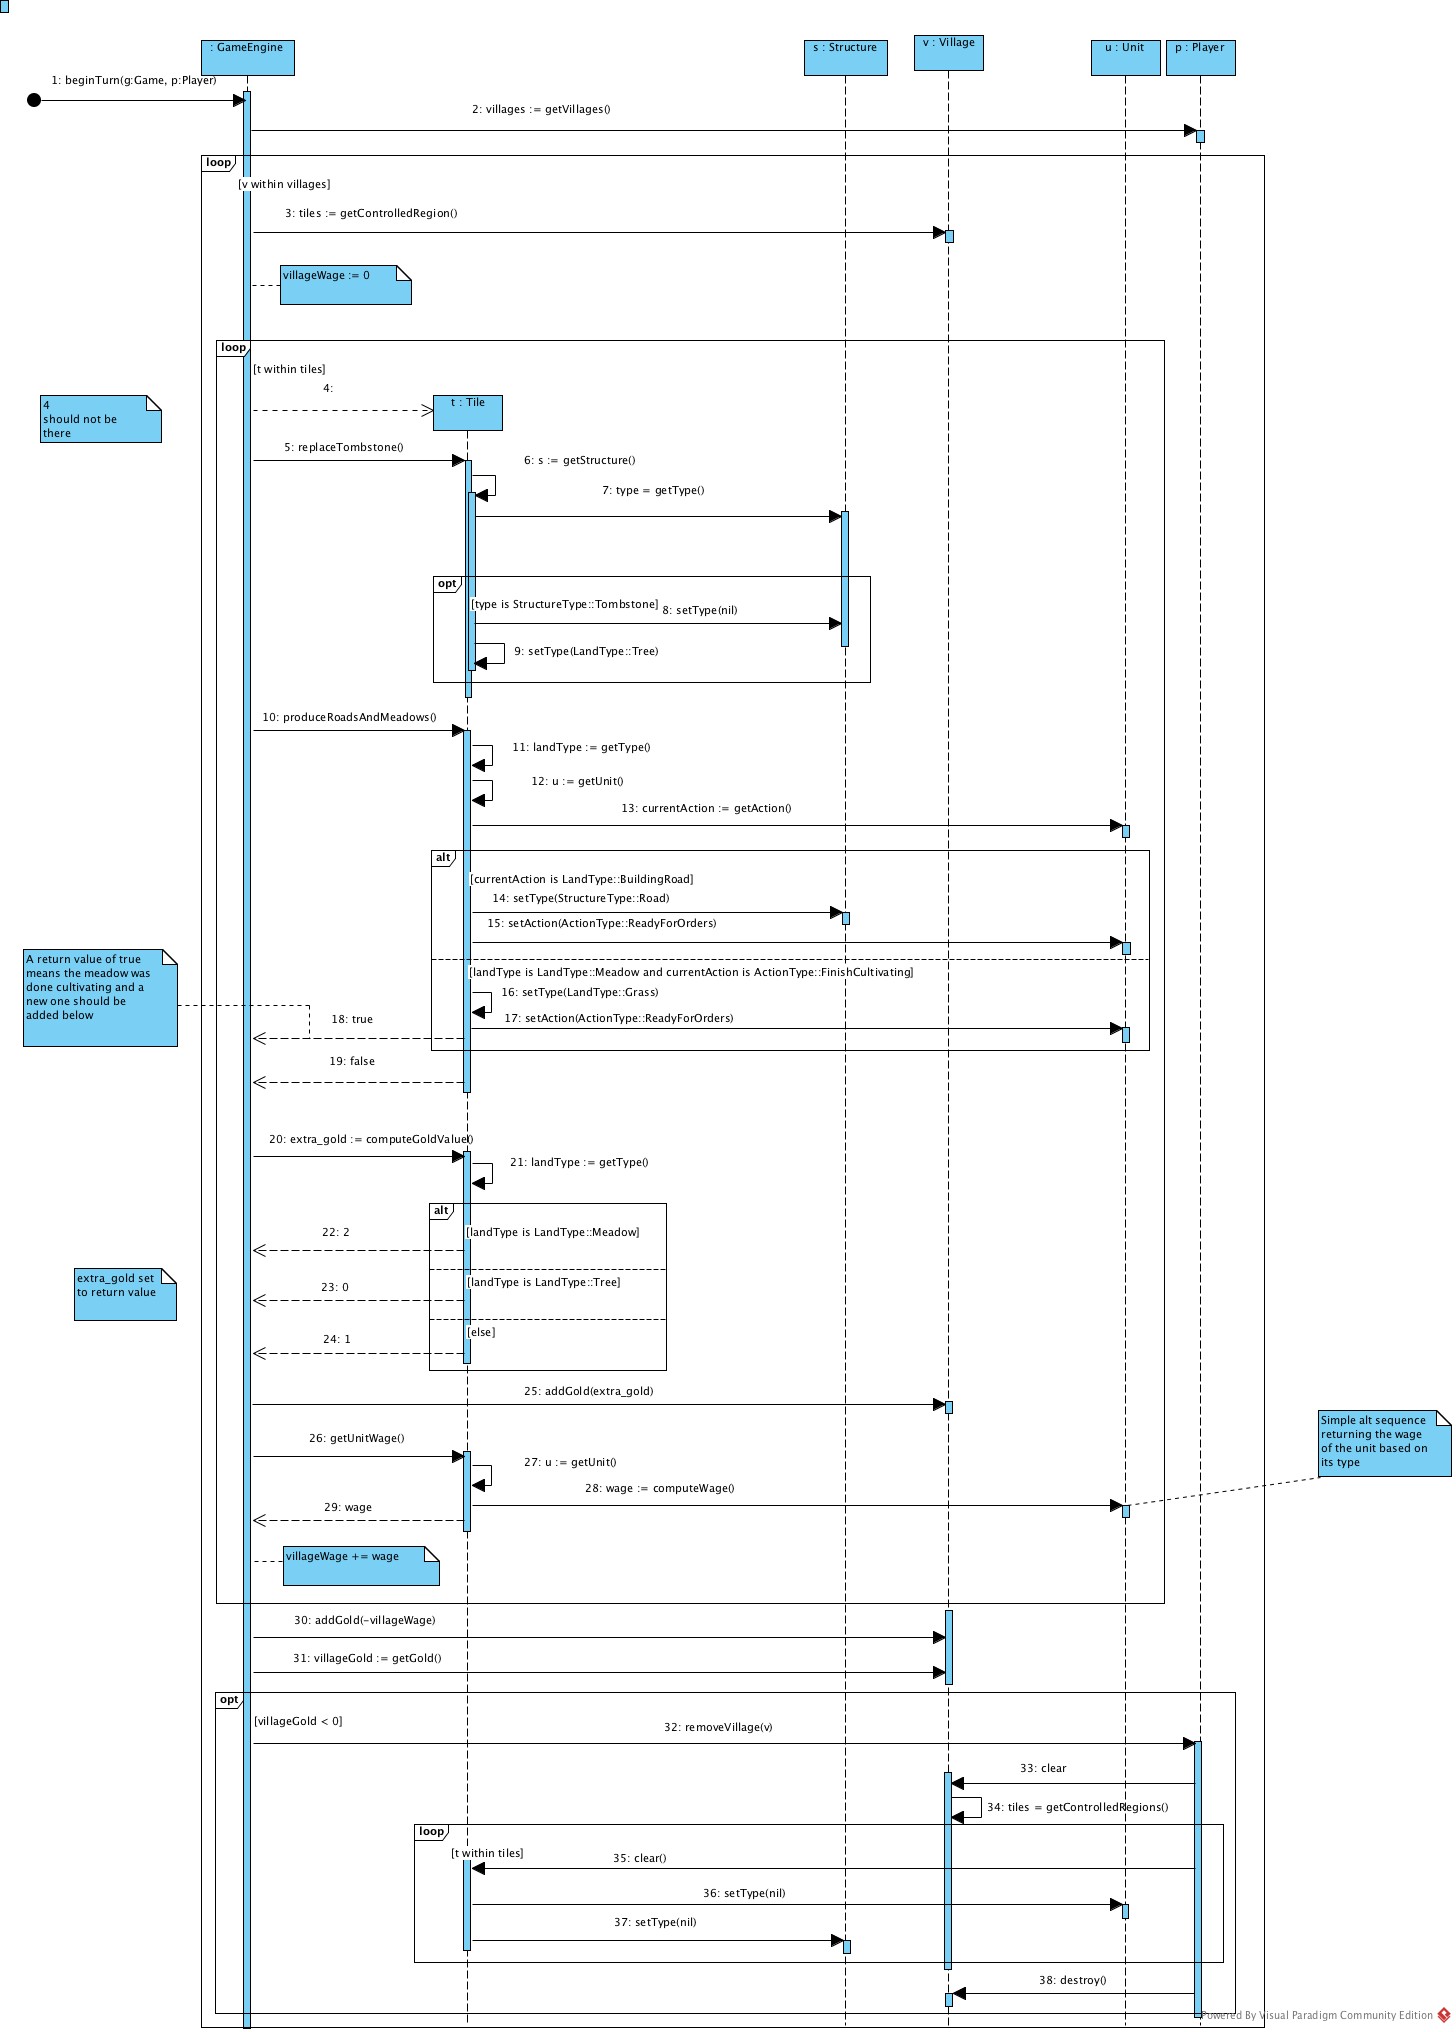 : GameEngine
s : Structure
v : Village
u : Unit
p : Player
1: beginTurn(g:Game, p:Player)
2: villages := getVillages()
loop
[v within villages]
3: tiles := getControlledRegion()
villageWage := 0
loop
[t within tiles]
4:
4
should not be
there
t : Tile
5: replaceTombstone()
6: s := getStructure()
7: type = getType()
opt
[type is StructureType::Tombstone]
8: setType(nil)
9: setType(LandType::Tree)
10: produceRoadsAndMeadows()
11: landType := getType()
12: u := getUnit()
13: currentAction := getAction()
alt
[currentAction is LandType::BuildingRoad]
14: setType(StructureType::Road)
15: setAction(ActionType::ReadyForOrders)
[landType is LandType::Meadow and currentAction is ActionType::FinishCultivating]
16: setType(LandType::Grass)
17: setAction(ActionType::ReadyForOrders)
A return value of true
means the meadow was
done cultivating and a
new one should be
added below
18: true
19: false
20: extra_gold := computeGoldValue()
21: landType := getType()
alt
[landType is LandType::Meadow]
22: 2
[landType is LandType::Tree]
23: 0
extra_gold set
to return value
[else]
24: 1
25: addGold(extra_gold)
26: getUnitWage()
27: u := getUnit()
28: wage := computeWage()
Simple alt sequence
returning the wage
of the unit based on
its type
29: wage
villageWage += wage
30: addGold(-villageWage)
31: villageGold := getGold()
opt
[villageGold < 0]
32: removeVillage(v)
33: clear
34: tiles = getControlledRegions()
loop
[t within tiles]
35: clear()
36: setType(nil)
37: setType(nil)
38: destroy()
Powered By Visual Paradigm Community Edition